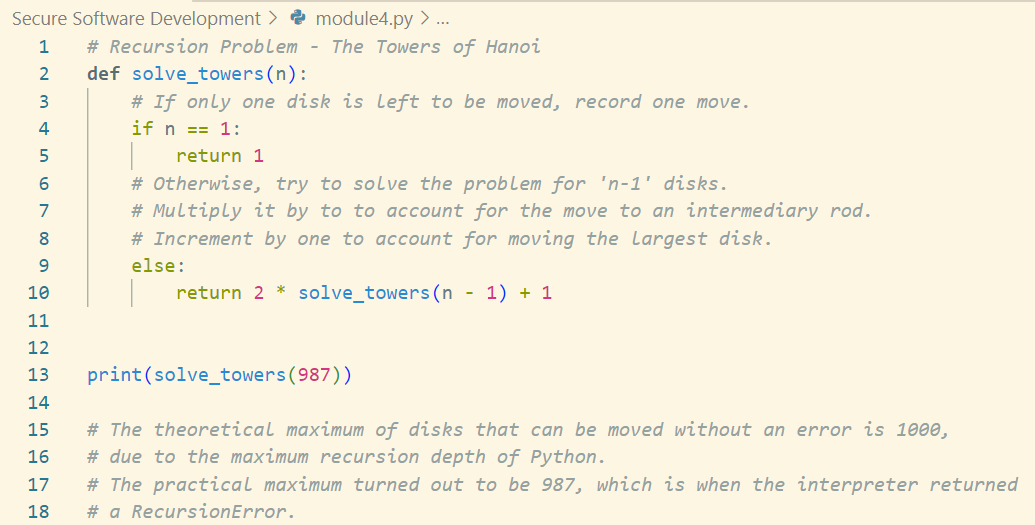 Secure Software Development > module4.py > ...
1 # Recursion Problem - The Towers of Hanoi
2 def solve_towers(n):
3     # If only one disk is left to be moved, record one move.
4     if n == 1:
5         return 1
6     # Otherwise, try to solve the problem for 'n-1' disks.
7     # Multiply it by to to account for the move to an intermediary rod.
8     # Increment by one to account for moving the largest disk.
9     else:
10         return 2 * solve_towers(n - 1) + 1
11
12
13 print(solve_towers(987))
14
15 # The theoretical maximum of disks that can be moved without an error is 1000,
16 # due to the maximum recursion depth of Python.
17 # The practical maximum turned out to be 987, which is when the interpreter returned
18 # a RecursionError.